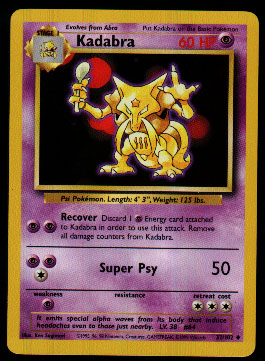 STAGE 1
Evolves from Abra
Put Kadabra on the Basic Pokémon
Kadabra
60 HP
Psi Pokémon. Length: 4' 3", Weight: 125 lbs.
Recover Discard 1 Energy card attached
to Kadabra in order to use this attack. Remove
all damage counters from Kadabra.
Super Psy 50
weakness
resistance
retreat cost
It emits special alpha waves from its body that induce
headaches even to those just nearby. LV. 38 #64
Illus. Ken Sugimori
32/102